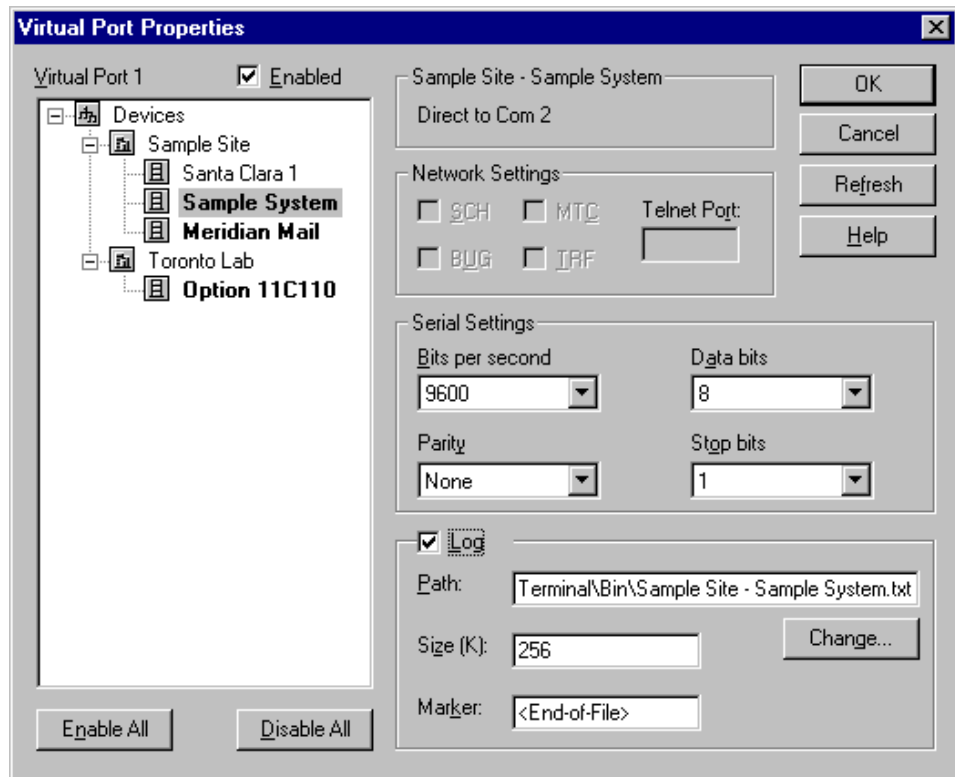 Virtual Port Properties
Virtual Port 1
Enabled
Devices
Sample Site
Santa Clara 1
Sample System
Meridian Mail
Toronto Lab
Option 11C110
Enable All
Disable All
Sample Site - Sample System
Direct to Com 2
Network Settings
SCH
MTC
Telnet Port:
BUG
TRF
Serial Settings
Bits per second
Data bits
9600
8
Parity
Stop bits
None
1
Log
Path:
Terminal\Bin\Sample Site - Sample System.txt
Size (K):
256
Change...
Marker:
<End-of-File>
OK
Cancel
Refresh
Help